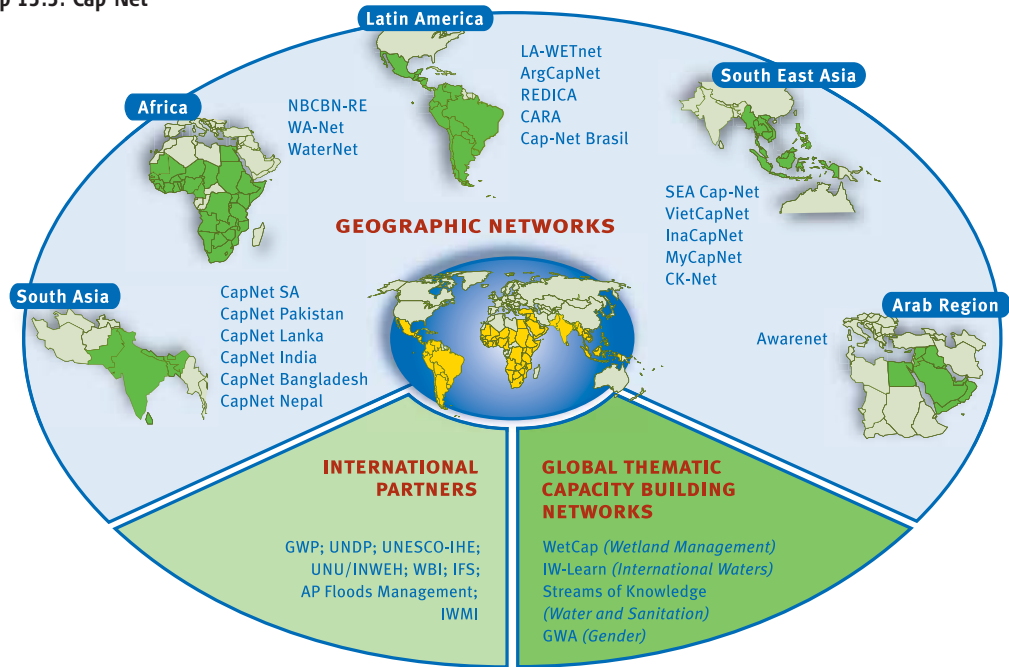 15.5: Cap-Net
Latin America
LA-WETnet
ArgCapNet
REDICA
CARA
Cap-Net Brasil
South East Asia
SEA Cap-Net
VietCapNet
InaCapNet
MyCapNet
CK-Net
Africa
NBCBN-RE
WA-Net
WaterNet
GEOGRAPHIC NETWORKS
South Asia
CapNet SA
CapNet Pakistan
CapNet Lanka
CapNet India
CapNet Bangladesh
CapNet Nepal
Arab Region
Awarenet
INTERNATIONAL
PARTNERS
GWP; UNDP; UNESCO-IHE;
UNU/INWEH; WBI; IFS;
AP Floods Management;
IWMI
GLOBAL THEMATIC
CAPACITY BUILDING
NETWORKS
WetCap (Wetland Management)
IW-Learn (International Waters)
Streams of Knowledge
(Water and Sanitation)
GWA (Gender)